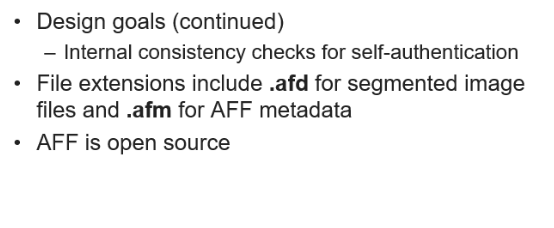 • Design goals (continued)
– Internal consistency checks for self-authentication
• File extensions include .afd for segmented image
files and .afm for AFF metadata
• AFF is open source